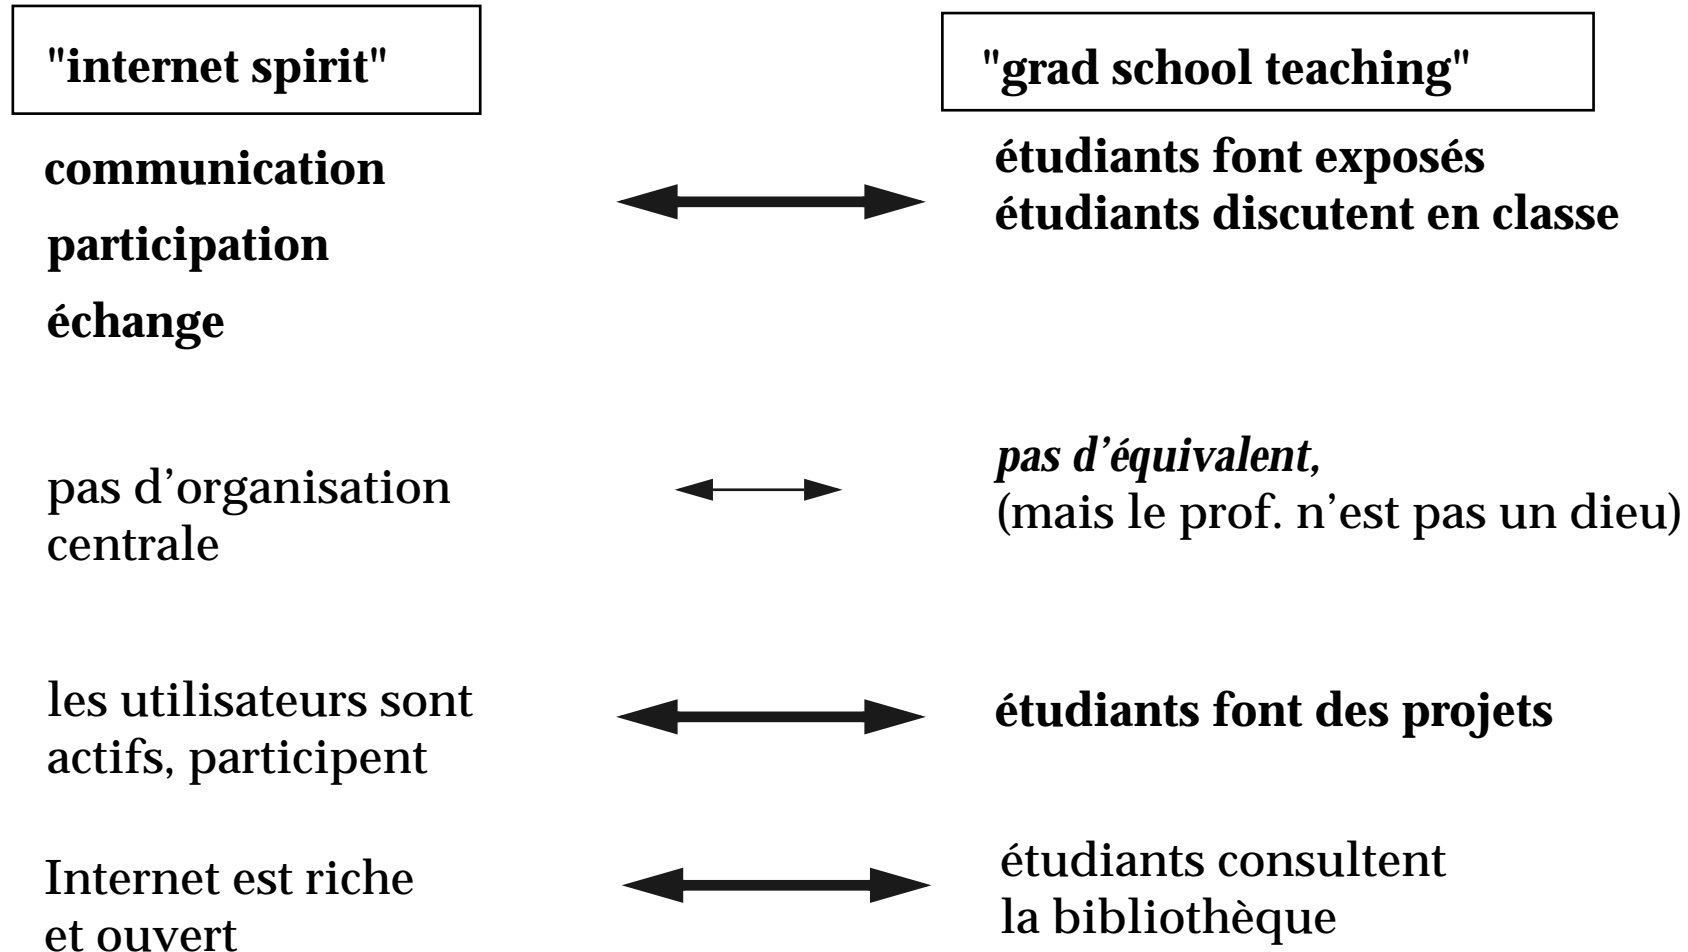 "internet spirit"
"grad school teaching"
communication
participation
échange
étudiants font exposés
étudiants discutent en classe
pas d’organisation
centrale
pas d’équivalent,
(mais le prof. n’est pas un dieu)
les utilisateurs sont
actifs, participent
étudiants font des projets
Internet est riche
et ouvert
étudiants consultent
la bibliothèque